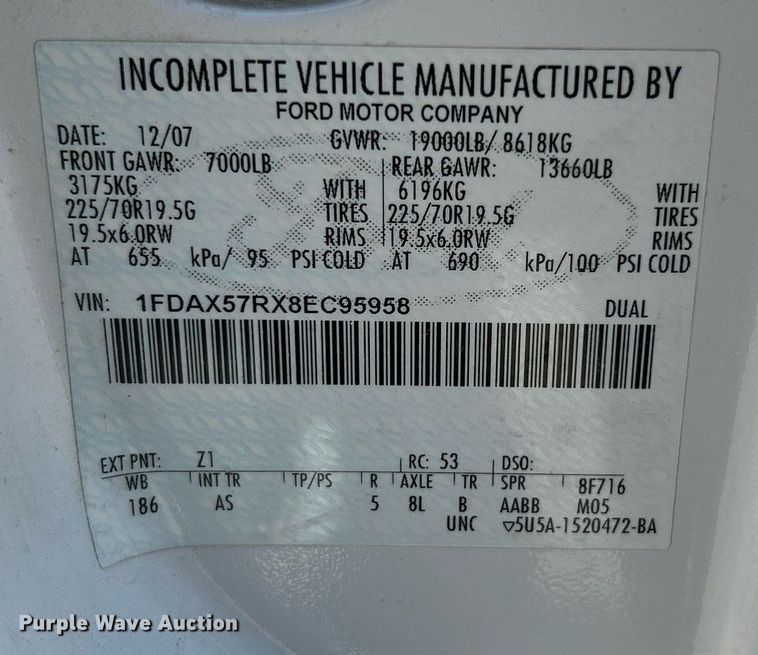 INCOMPLETE VEHICLE MANUFACTURED BY
FORD MOTOR COMPANY
DATE: 12/07 GVWR: 19000LB/ 8618KG
FRONT GAWR: 7000LB REAR GAWR: 13660LB
3175KG WITH 6196KG WITH
225/70R19.5G TIRES 225/70R19.5G TIRES
19.5x6.0RW RIMS 19.5x6.0RW RIMS
AT 655 kPa/ 95 PSI COLD AT 690 kPa/100 PSI COLD
VIN: 1FDAX57RX8EC95958 DUAL
EXT PNT: Z1 RC: 53 DSO:
WB INT TR TP/PS R AXLE TR SPR 8F716
186 AS 5 8L B AABB M05
UNC ▽5U5A-1520472-BA
Purple Wave Auction